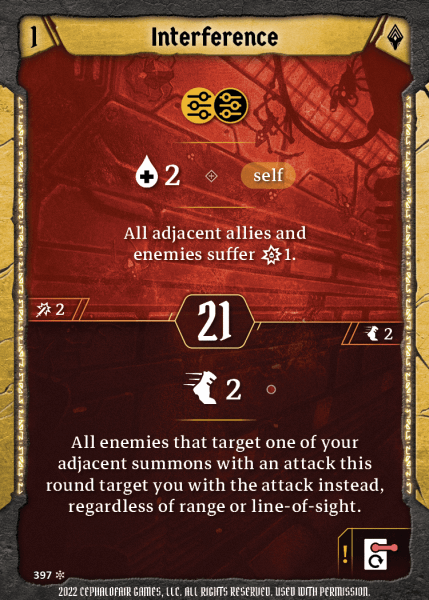 1
Interference
2
self
All adjacent allies and
enemies suffer 1.
2
21
2
2
All enemies that target one of your
adjacent summons with an attack this
round target you with the attack instead,
regardless of range or line-of-sight.
!
397
2022 CEPHALOFAIR GAMES, LLC. ALL RIGHTS RESERVED. USED WITH PERMISSION.